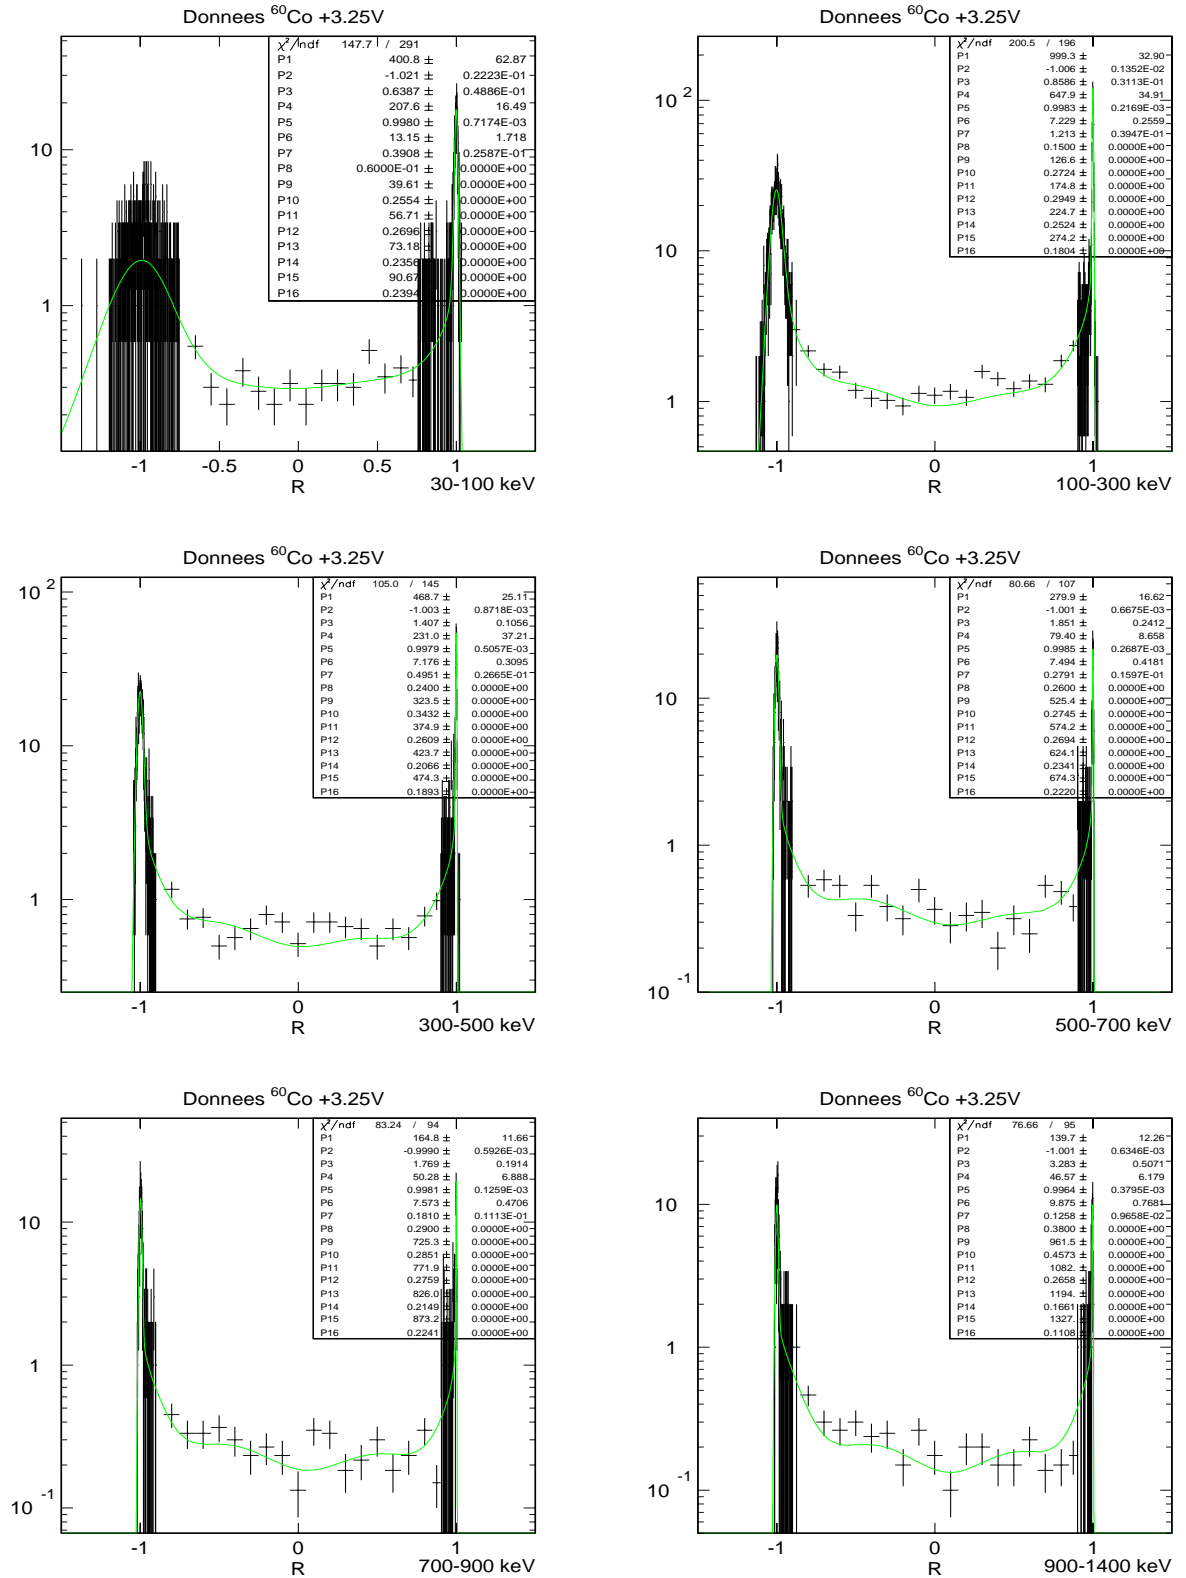 Donnees ⁶⁰Co +3.25V
χ²/ndf 147.7 / 291
P1 400.8 ± 62.87
P2 -1.021 ± 0.2223E-01
P3 0.6387 ± 0.4886E-01
P4 207.6 ± 16.49
P5 0.9980 ± 0.7174E-03
P6 13.15 ± 1.718
P7 0.3908 ± 0.2587E-01
P8 0.6000E-01 ± 0.0000E+00
P9 39.61 ± 0.0000E+00
P10 0.2554 ± 0.0000E+00
P11 56.71 ± 0.0000E+00
P12 0.2696 ± 0.0000E+00
P13 73.18 ± 0.0000E+00
P14 0.2356 ± 0.0000E+00
P15 90.67 ± 0.0000E+00
P16 0.2394 ± 0.0000E+00
10
1
-1 -0.5 0 0.5 1
R
30-100 keV
Donnees ⁶⁰Co +3.25V
χ²/ndf 200.5 / 196
P1 999.3 ± 32.90
P2 -1.006 ± 0.1352E-02
P3 0.8586 ± 0.3113E-01
P4 647.9 ± 34.91
P5 0.9983 ± 0.2169E-03
P6 7.229 ± 0.2559
P7 1.213 ± 0.3947E-01
P8 0.1500 ± 0.0000E+00
P9 126.6 ± 0.0000E+00
P10 0.2724 ± 0.0000E+00
P11 174.8 ± 0.0000E+00
P12 0.2949 ± 0.0000E+00
P13 224.7 ± 0.0000E+00
P14 0.2524 ± 0.0000E+00
P15 274.2 ± 0.0000E+00
P16 0.1804 ± 0.0000E+00
10²
10
1
-1 0 1
R
100-300 keV
Donnees ⁶⁰Co +3.25V
χ²/ndf 105.0 / 145
P1 468.7 ± 25.11
P2 -1.003 ± 0.8718E-03
P3 1.407 ± 0.1056
P4 231.0 ± 37.21
P5 0.9979 ± 0.5057E-03
P6 7.176 ± 0.3095
P7 0.4951 ± 0.2665E-01
P8 0.2400 ± 0.0000E+00
P9 323.5 ± 0.0000E+00
P10 0.3432 ± 0.0000E+00
P11 374.9 ± 0.0000E+00
P12 0.2609 ± 0.0000E+00
P13 423.7 ± 0.0000E+00
P14 0.2066 ± 0.0000E+00
P15 474.3 ± 0.0000E+00
P16 0.1893 ± 0.0000E+00
10²
10
1
-1 0 1
R
300-500 keV
Donnees ⁶⁰Co +3.25V
χ²/ndf 80.66 / 107
P1 279.9 ± 16.62
P2 -1.001 ± 0.6675E-03
P3 1.851 ± 0.2412
P4 79.40 ± 8.658
P5 0.9985 ± 0.2687E-03
P6 7.494 ± 0.4181
P7 0.2791 ± 0.1597E-01
P8 0.2600 ± 0.0000E+00
P9 525.4 ± 0.0000E+00
P10 0.2745 ± 0.0000E+00
P11 574.2 ± 0.0000E+00
P12 0.2694 ± 0.0000E+00
P13 624.1 ± 0.0000E+00
P14 0.2341 ± 0.0000E+00
P15 674.3 ± 0.0000E+00
P16 0.2220 ± 0.0000E+00
10
1
10⁻¹
-1 0 1
R
500-700 keV
Donnees ⁶⁰Co +3.25V
χ²/ndf 83.24 / 94
P1 164.8 ± 11.66
P2 -0.9990 ± 0.5926E-03
P3 1.769 ± 0.1914
P4 50.28 ± 6.888
P5 0.9981 ± 0.1259E-03
P6 7.573 ± 0.4706
P7 0.1810 ± 0.1113E-01
P8 0.2900 ± 0.0000E+00
P9 725.3 ± 0.0000E+00
P10 0.2851 ± 0.0000E+00
P11 771.9 ± 0.0000E+00
P12 0.2759 ± 0.0000E+00
P13 826.0 ± 0.0000E+00
P14 0.2149 ± 0.0000E+00
P15 873.2 ± 0.0000E+00
P16 0.2241 ± 0.0000E+00
10
1
10⁻¹
-1 0 1
R
700-900 keV
Donnees ⁶⁰Co +3.25V
χ²/ndf 76.66 / 95
P1 139.7 ± 12.26
P2 -1.001 ± 0.6346E-03
P3 3.283 ± 0.5071
P4 46.57 ± 6.179
P5 0.9964 ± 0.3795E-03
P6 9.875 ± 0.7681
P7 0.1258 ± 0.9658E-02
P8 0.3800 ± 0.0000E+00
P9 961.5 ± 0.0000E+00
P10 0.4573 ± 0.0000E+00
P11 1082. ± 0.0000E+00
P12 0.2658 ± 0.0000E+00
P13 1194. ± 0.0000E+00
P14 0.1661 ± 0.0000E+00
P15 1327. ± 0.0000E+00
P16 0.1108 ± 0.0000E+00
10
1
10⁻¹
-1 0 1
R
900-1400 keV